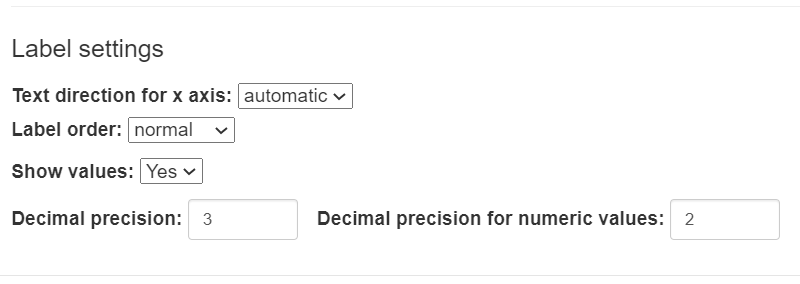 Label settings
Text direction for x axis: automatic
Label order: normal
Show values: Yes
Decimal precision: 3 Decimal precision for numeric values: 2